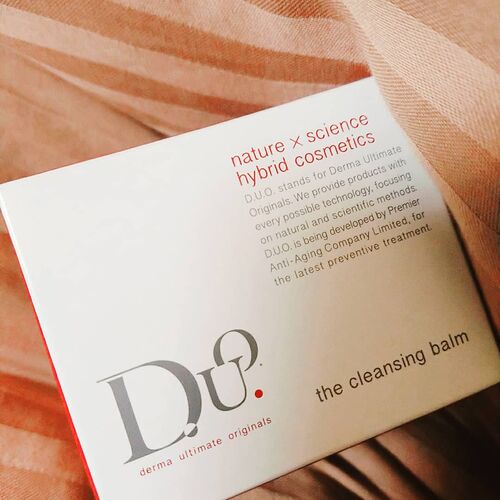 nature × science
hybrid cosmetics
D.U.O. stands for Derma Ultimate
Originals. We provide products with
every possible technology, focusing
on natural and scientific methods.
D.U.O. is being developed by Premier
Anti-Aging Company Limited, for
the latest preventive treatment.
D.U.O.
derma ultimate originals
the cleansing balm